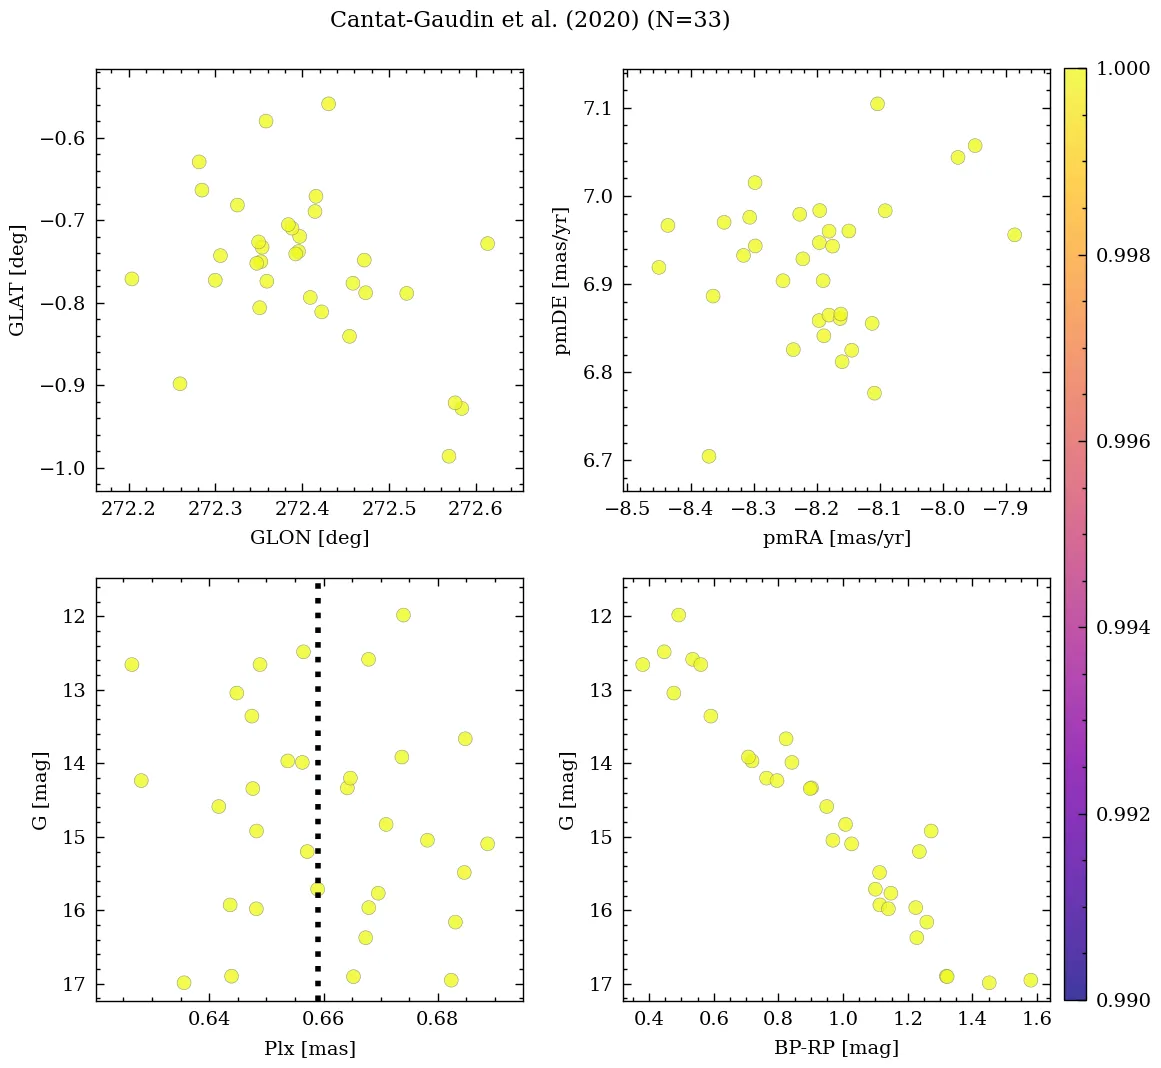 Cantat-Gaudin et al. (2020) (N=33)
−0.6
−0.7
−0.8
−0.9
−1.0
GLAT [deg]
272.2 272.3 272.4 272.5 272.6
GLON [deg]
7.1
7.0
6.9
6.8
6.7
pmDE [mas/yr]
−8.5 −8.4 −8.3 −8.2 −8.1 −8.0 −7.9
pmRA [mas/yr]
12
13
14
15
16
17
G [mag]
0.64 0.66 0.68
Plx [mas]
12
13
14
15
16
17
G [mag]
0.4 0.6 0.8 1.0 1.2 1.4 1.6
BP-RP [mag]
1.000
0.998
0.996
0.994
0.992
0.990